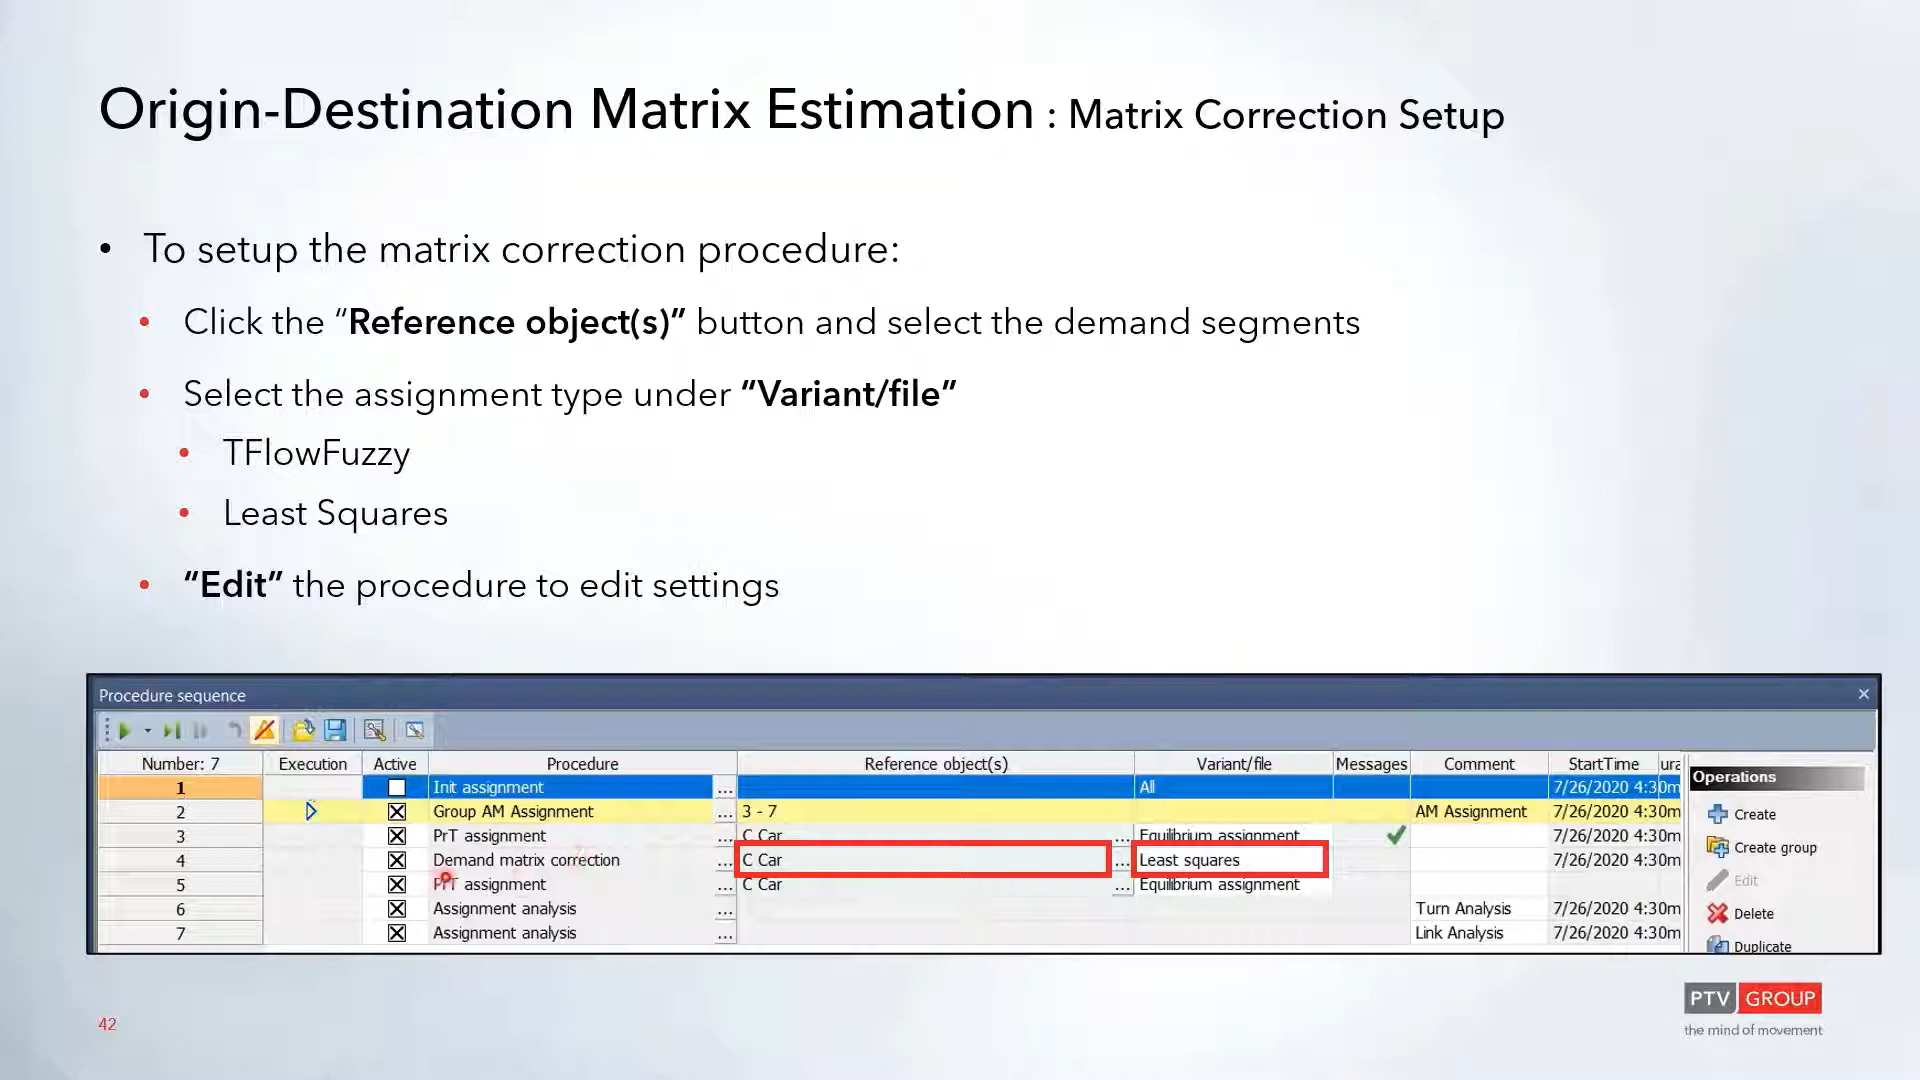 Origin-Destination Matrix Estimation : Matrix Correction Setup
• To setup the matrix correction procedure:
• Click the “Reference object(s)” button and select the demand segments
• Select the assignment type under “Variant/file”
• TFlowFuzzy
• Least Squares
• “Edit” the procedure to edit settings
Procedure sequence
Number: 7 Execution Active Procedure Reference object(s) Variant/file Messages Comment StartTime
1 Init assignment ... All 7/26/2020 4:30
2 Group AM Assignment ... 3 - 7 AM Assignment 7/26/2020 4:30
3 PrT assignment ... C Car ... Equilibrium assignment 7/26/2020 4:30
4 Demand matrix correction ... C Car ... Least squares 7/26/2020 4:30
5 PrT assignment ... C Car ... Equilibrium assignment
6 Assignment analysis ... Turn Analysis 7/26/2020 4:30
7 Assignment analysis ... Link Analysis 7/26/2020 4:30
Operations
Create
Create group
Edit
Delete
Duplicate
PTV GROUP
the mind of movement
42